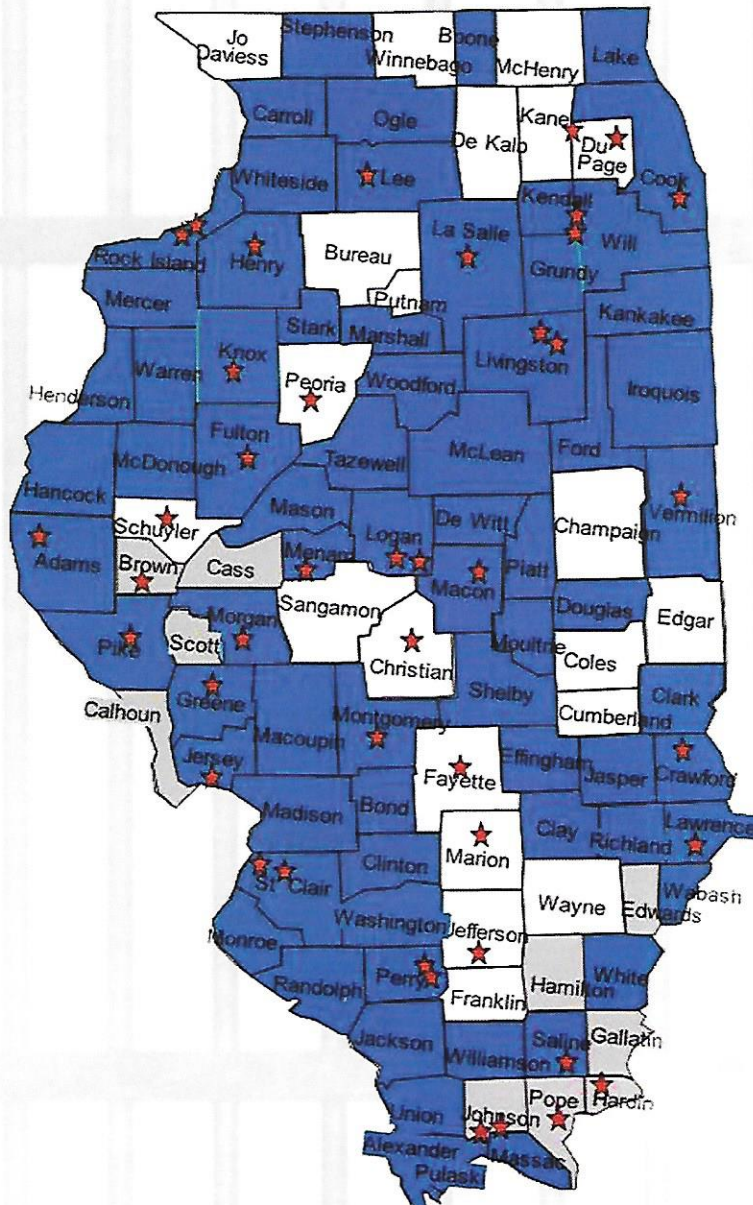 Jo
Daviess
Stephenson
Winnebago
Boone
McHenry
Lake
Carroll
Ogle
De Kalb
Kane
Du
Page
Cook
Whiteside
Lee
Kendall
Will
Rock Island
Henry
Bureau
La Salle
Grundy
Mercer
Putnam
Kankakee
Stark
Marshall
Livingston
Knox
Warren
Henderson
Peoria
Woodford
Iroquois
Fulton
McDonough
Tazewell
McLean
Ford
Hancock
Mason
Schuyler
Logan
De Witt
Champaign
Vermilion
Adams
Brown
Cass
Menard
Macon
Piatt
Sangamon
Morgan
Douglas
Edgar
Pike
Scott
Christian
Moultrie
Coles
Shelby
Clark
Greene
Cumberland
Calhoun
Macoupin
Montgomery
Jersey
Fayette
Effingham
Jasper
Crawford
Madison
Bond
Clay
Richland
Lawrence
Marion
St Clair
Clinton
Wayne
Edwards
Wabash
Washington
Jefferson
Monroe
Randolph
Perry
Hamilton
White
Franklin
Jackson
Williamson
Saline
Gallatin
Union
Johnson
Pope
Hardin
Alexander
Pulask
Massac